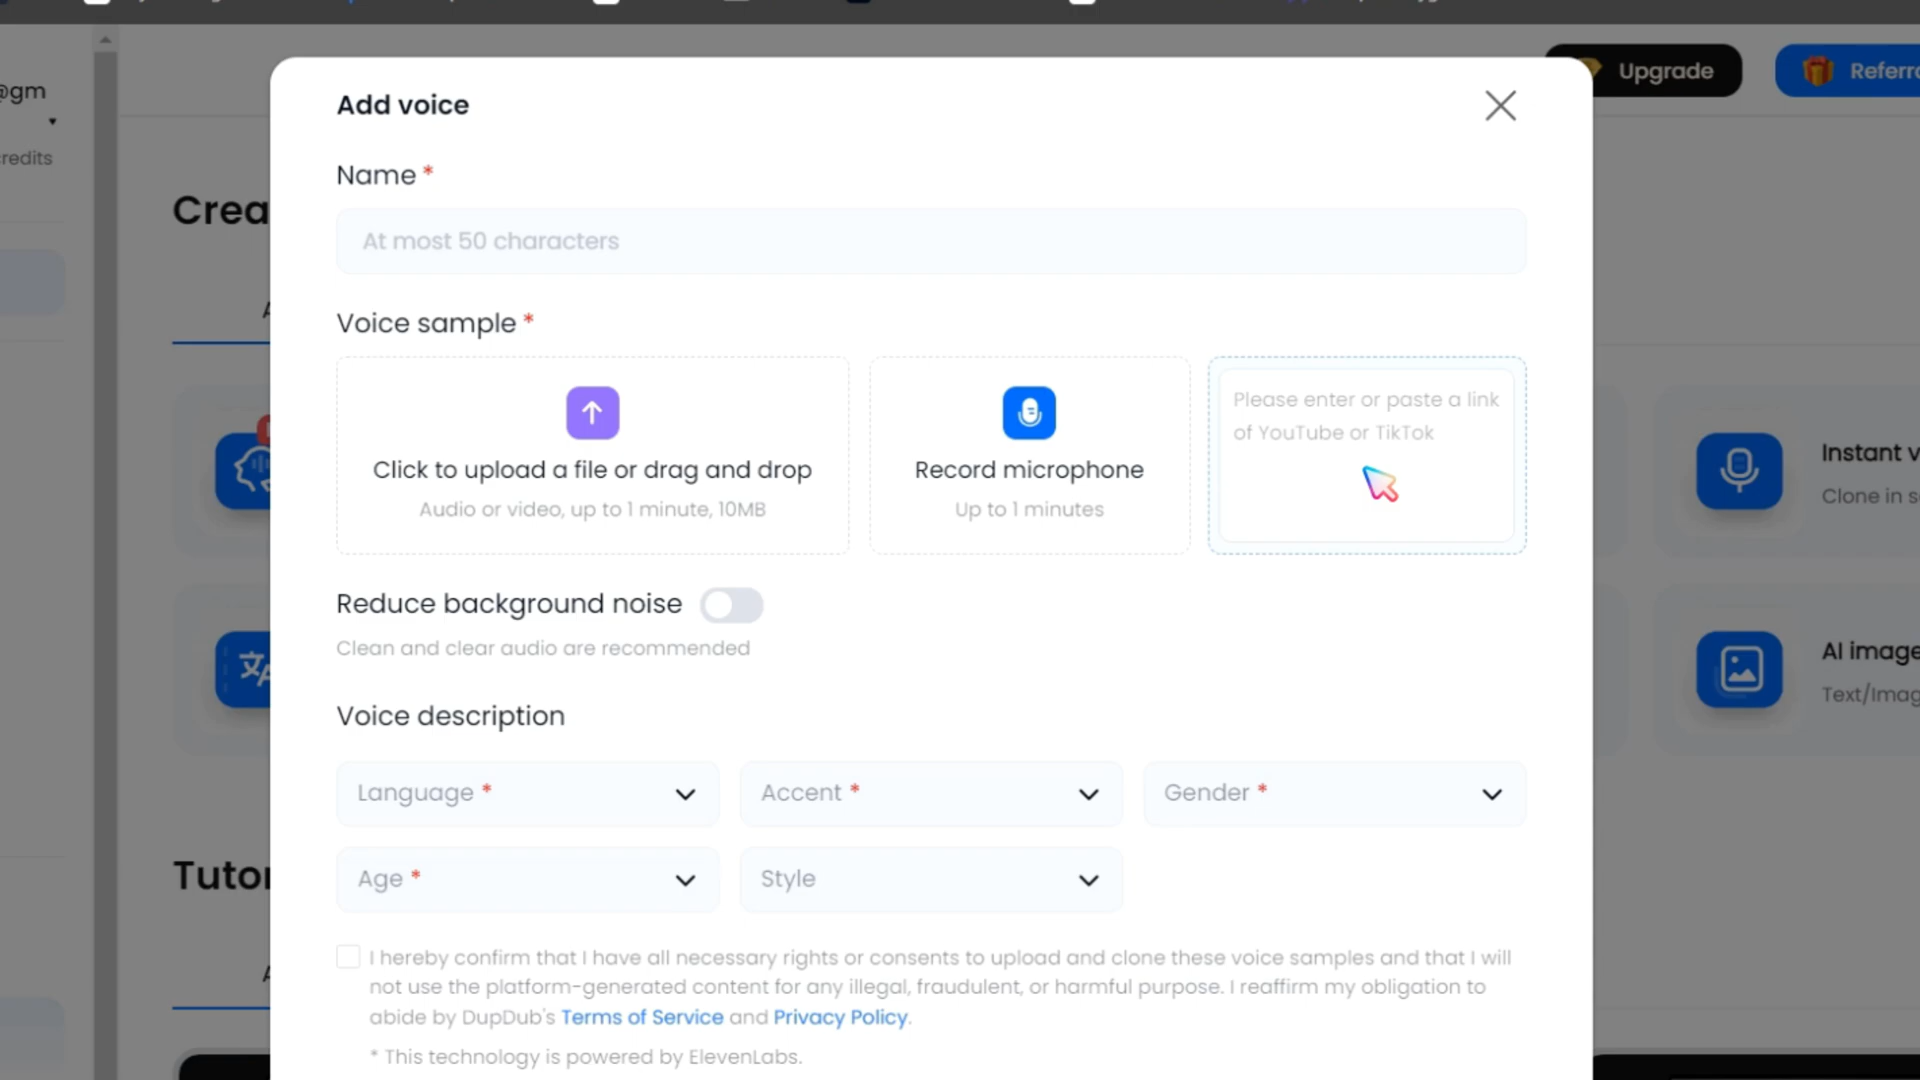 @gm
redits
Upgrade
Crea
Add voice
Name *
At most 50 characters
Voice sample *
Click to upload a file or drag and drop
Audio or video, up to 1 minute, 10MB
Record microphone
Up to 1 minutes
Please enter or paste a link
of YouTube or TikTok
Instant v
Clone in s
Reduce background noise
Clean and clear audio are recommended
AI image
Text/Imag
Voice description
Language *
Accent *
Gender *
Age *
Style
Tutor
I hereby confirm that I have all necessary rights or consents to upload and clone these voice samples and that I will
not use the platform-generated content for any illegal, fraudulent, or harmful purpose. I reaffirm my obligation to
abide by DupDub's Terms of Service and Privacy Policy.
* This technology is powered by ElevenLabs.